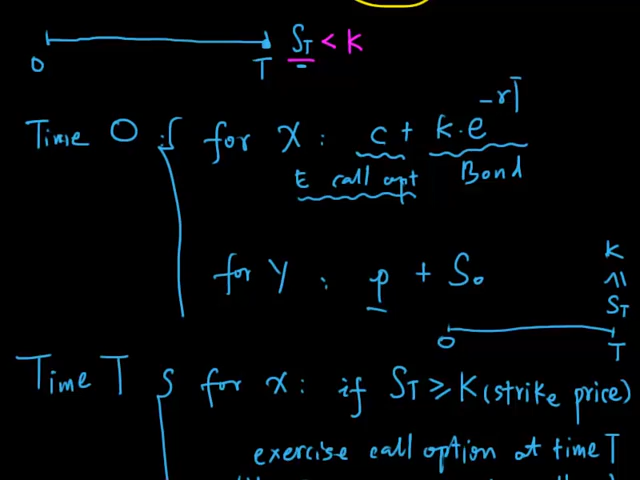 0 T S_T < K
Time 0 { for X : c + k·e^{-rT}
E call opt Bond
for Y : p + S₀
K
≤
S_T
0 T
Time T { for x : if S_T ≥ K (strike price)
exercise call option at time T